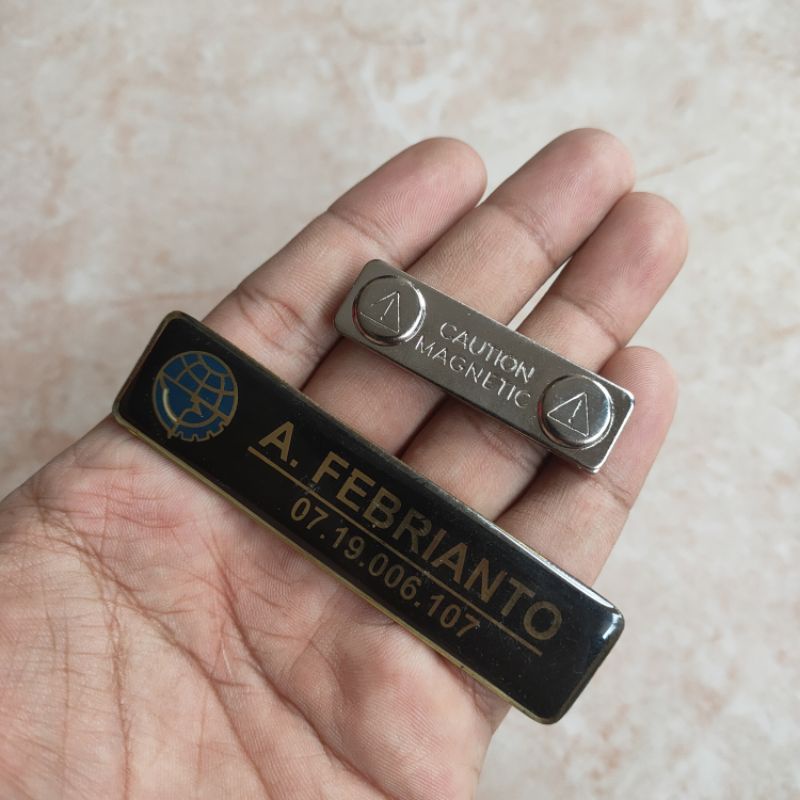 CAUTION
MAGNETIC
A. FEBRIANTO
07.19.006.107